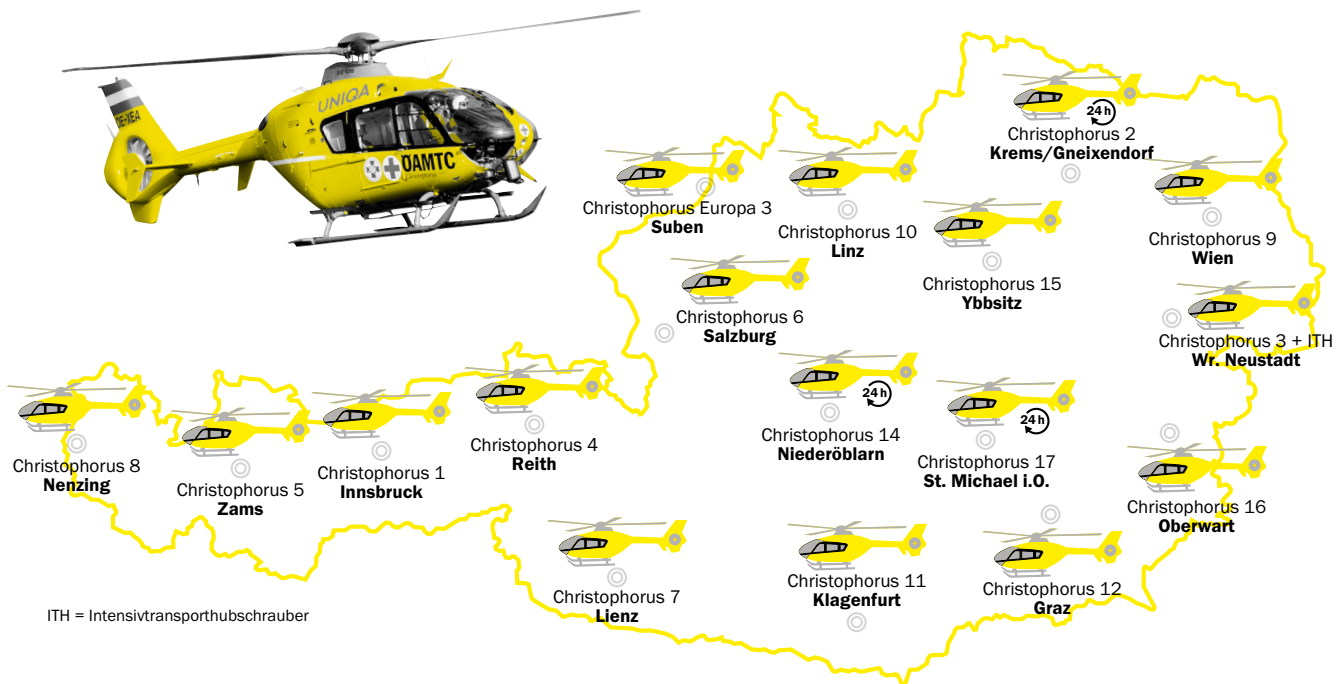 UNIQA
OE-XEA
ÖAMTC
24h
Christophorus 2
Krems/Gneixendorf
Christophorus Europa 3
Suben
Christophorus 10
Linz
Christophorus 15
Ybbsitz
Christophorus 9
Wien
Christophorus 6
Salzburg
Christophorus 3 + ITH
Wr. Neustadt
Christophorus 8
Nenzing
Christophorus 5
Zams
Christophorus 1
Innsbruck
Christophorus 4
Reith
24h
Christophorus 14
Niederöblarn
24h
Christophorus 17
St. Michael i.O.
Christophorus 16
Oberwart
Christophorus 7
Lienz
Christophorus 11
Klagenfurt
Christophorus 12
Graz
ITH = Intensivtransporthubschrauber